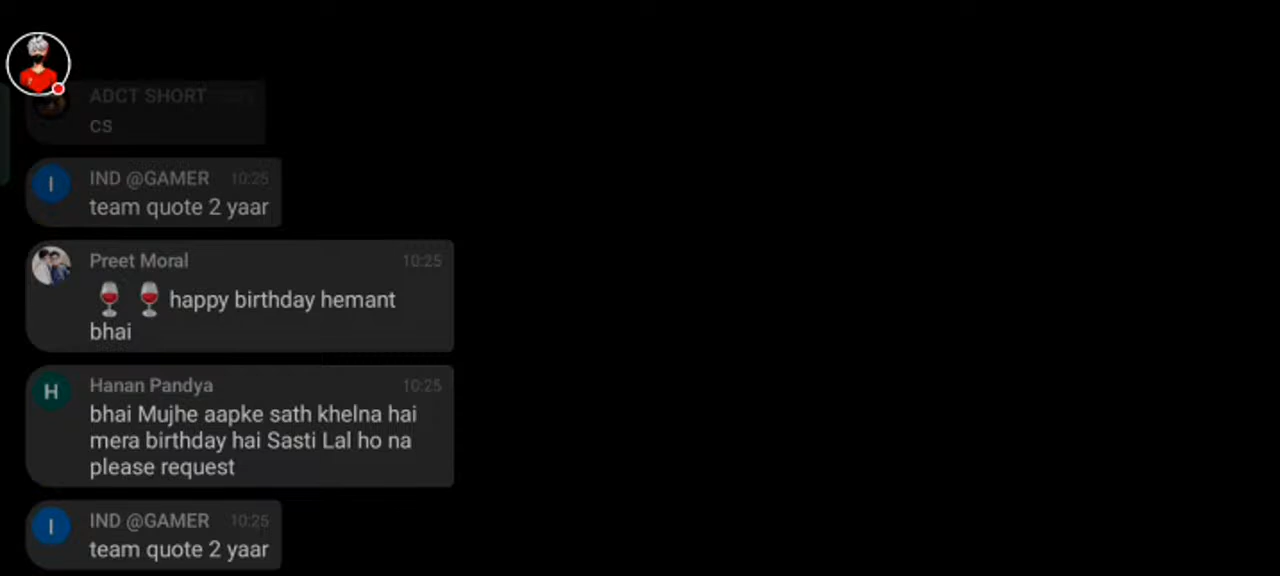 ADCT SHORT
cs
IND @GAMER 10:25
team quote 2 yaar
Preet Moral 10:25
🍷 🍷 happy birthday hemant
bhai
Hanan Pandya 10:25
bhai Mujhe aapke sath khelna hai
mera birthday hai Sasti Lal ho na
please request
IND @GAMER 10:25
team quote 2 yaar